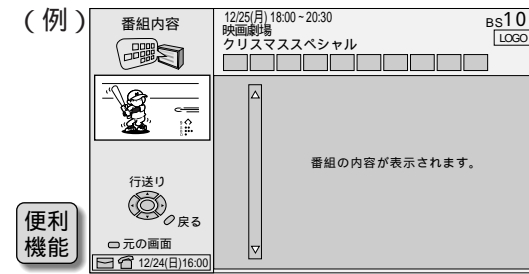 (例)
番組内容
12/25(月) 18:00~20:30
映画劇場
クリスマススペシャル
BS10
LOGO
番組の内容が表示されます。
行送り
戻る
元の画面
12/24(日)16:00
便利
機能